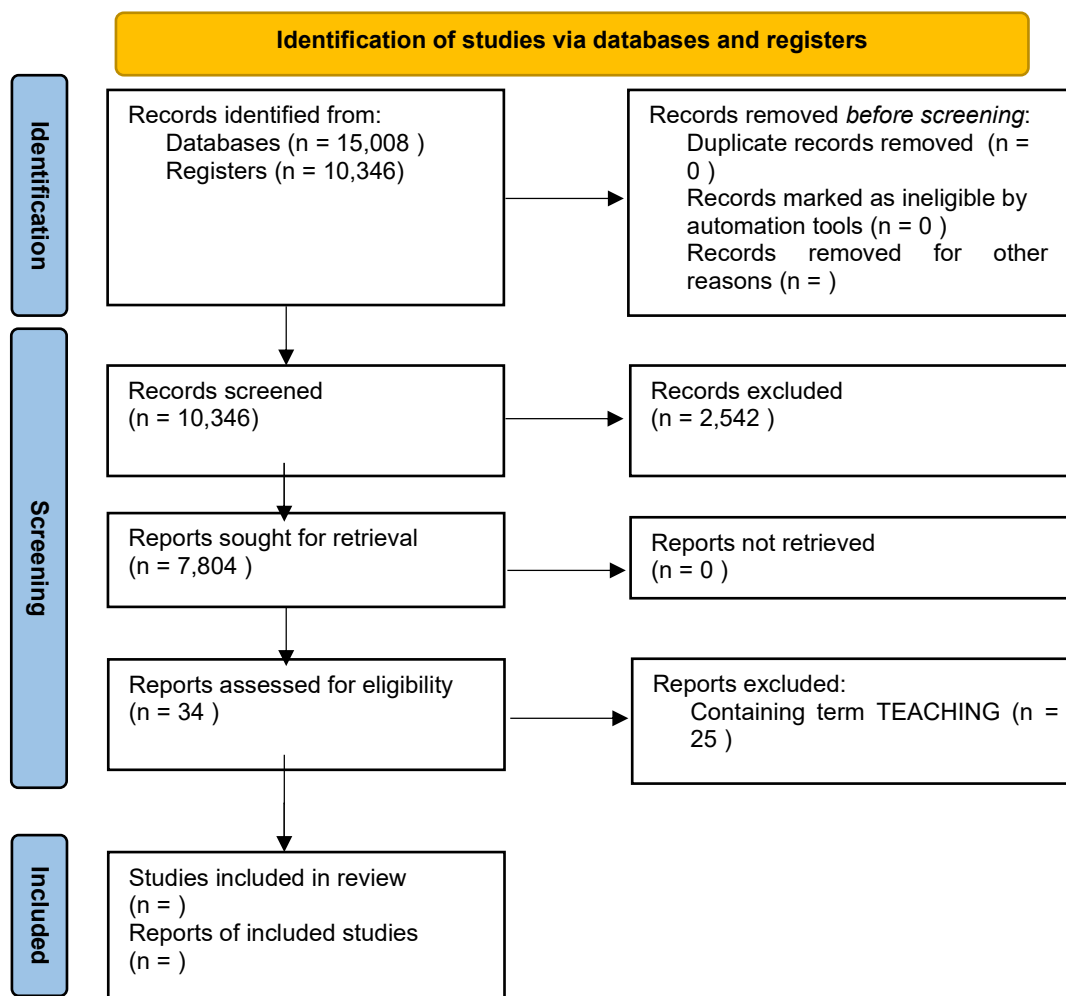 Identification of studies via databases and registers
Identification
Records identified from:
Databases (n = 15,008 )
Registers (n = 10,346)
Records removed before screening:
Duplicate records removed (n =
0 )
Records marked as ineligible by
automation tools (n = 0 )
Records removed for other
reasons (n = )
Screening
Records screened
(n = 10,346)
Records excluded
(n = 2,542 )
Reports sought for retrieval
(n = 7,804 )
Reports not retrieved
(n = 0 )
Reports assessed for eligibility
(n = 34 )
Reports excluded:
Containing term TEACHING (n =
25 )
Included
Studies included in review
(n = )
Reports of included studies
(n = )